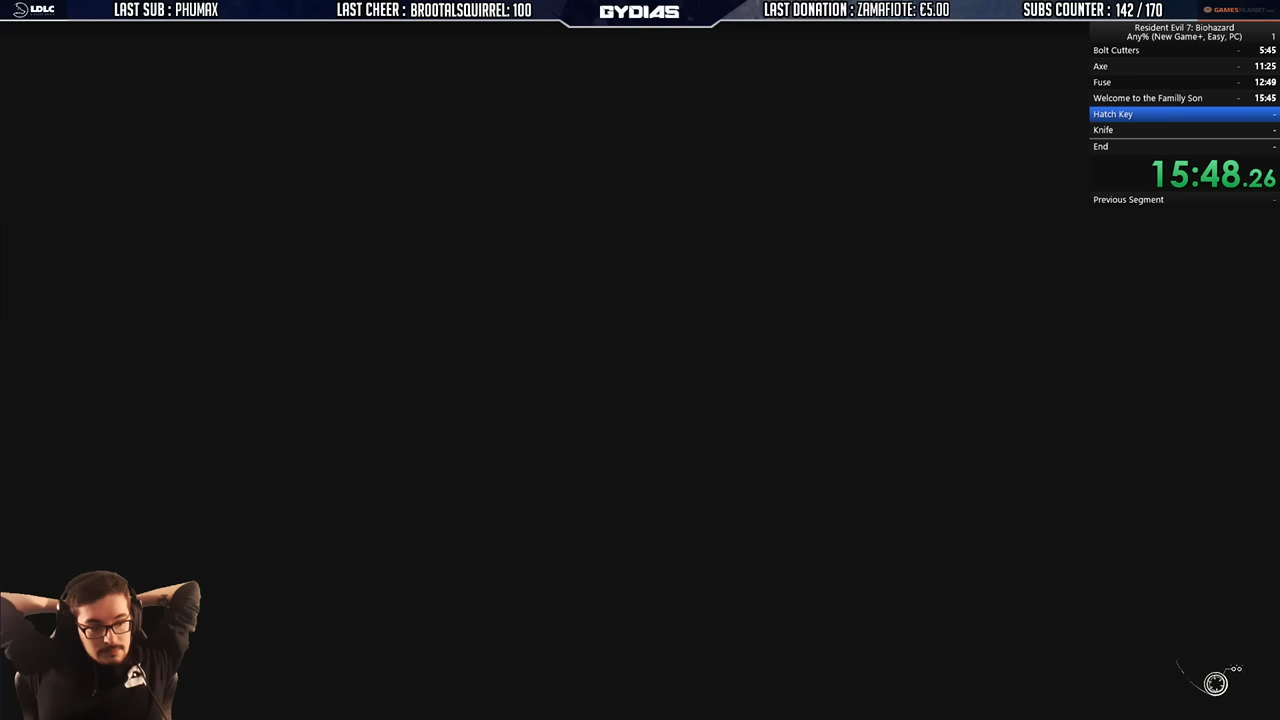 LDLC
LAST SUB : PHUMAX
LAST CHEER : BROOTALSQUIRREL: 100
GYDIAS
LAST DONATION : ZAMAFIOTE: €5.00
SUBS COUNTER : 142 / 170
GAMESPLANET
Resident Evil 7: Biohazard
Any% (New Game+, Easy, PC) 1
Bolt Cutters - 5:45
Axe - 11:25
Fuse - 12:49
Welcome to the Familly Son - 15:45
Hatch Key -
Knife -
End -
15:48.26
Previous Segment -